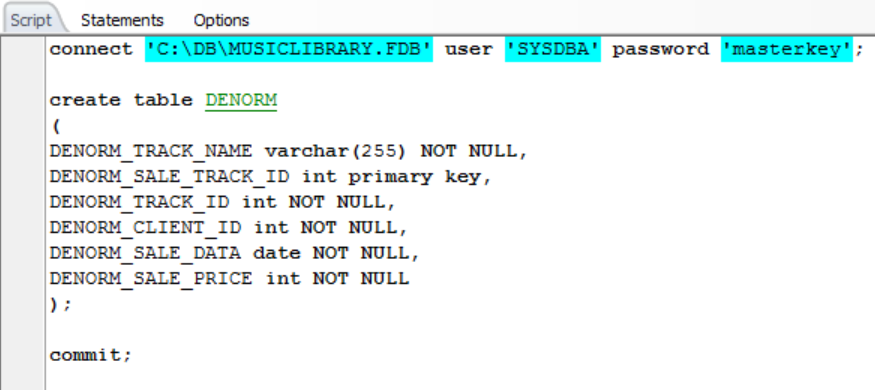 Script Statements Options
connect 'C:\DB\MUSICLIBRARY.FDB' user 'SYSDBA' password 'masterkey';
create table DENORM
(
DENORM_TRACK_NAME varchar(255) NOT NULL,
DENORM_SALE_TRACK_ID int primary key,
DENORM_TRACK_ID int NOT NULL,
DENORM_CLIENT_ID int NOT NULL,
DENORM_SALE_DATA date NOT NULL,
DENORM_SALE_PRICE int NOT NULL
);
commit;